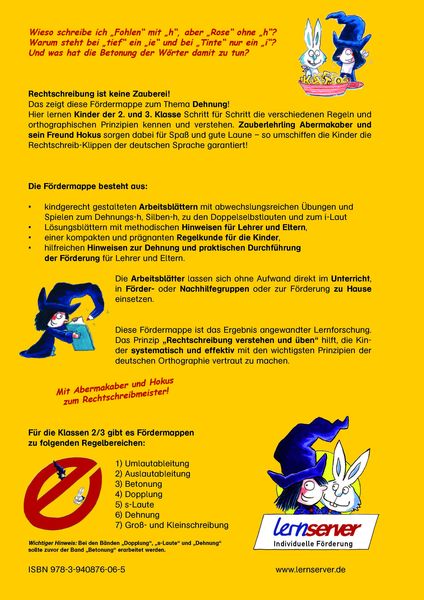 Wieso schreibe ich „Fohlen“ mit „h“, aber „Rose“ ohne „h“?
Warum steht bei „tief“ ein „ie“ und bei „Tinte“ nur ein „i“?
Und was hat die Betonung der Wörter damit zu tun?
Rechtschreibung ist keine Zauberei!
Das zeigt diese Fördermappe zum Thema Dehnung!
Hier lernen Kinder der 2. und 3. Klasse Schritt für Schritt die verschiedenen Regeln und
orthographischen Prinzipien kennen und verstehen. Zauberlehrling Abermakaber und
sein Freund Hokus sorgen dabei für Spaß und gute Laune – so umschiffen die Kinder die
Rechtschreib-Klippen der deutschen Sprache garantiert!
Die Fördermappe besteht aus:
• kindgerecht gestalteten Arbeitsblättern mit abwechslungsreichen Übungen und
Spielen zum Dehnungs-h, Silben-h, zu den Doppelselbstlauten und zum i-Laut
• Lösungsblättern mit methodischen Hinweisen für Lehrer und Eltern,
• einer kompakten und prägnanten Regelkunde für die Kinder,
• hilfreichen Hinweisen zur Dehnung und praktischen Durchführung
der Förderung für Lehrer und Eltern.
Die Arbeitsblätter lassen sich ohne Aufwand direkt im Unterricht,
in Förder- oder Nachhilfegruppen oder zur Förderung zu Hause
einsetzen.
Diese Fördermappe ist das Ergebnis angewandter Lernforschung.
Das Prinzip „Rechtschreibung verstehen und üben“ hilft, die Kin-
der systematisch und effektiv mit den wichtigsten Prinzipien der
deutschen Orthographie vertraut zu machen.
Mit Abermakaber und Hokus
zum Rechtschreibmeister!
Für die Klassen 2/3 gibt es Fördermappen
zu folgenden Regelbereichen:
1) Umlautableitung
2) Auslautableitung
3) Betonung
4) Dopplung
5) s-Laute
6) Dehnung
7) Groß- und Kleinschreibung
Wichtiger Hinweis: Bei den Bänden „Dopplung“, „s-Laute“ und „Dehnung“
sollte zuvor der Band „Betonung“ erarbeitet werden.
lernserver
Individuelle Förderung
ISBN 978-3-940876-06-5
www.lernserver.de